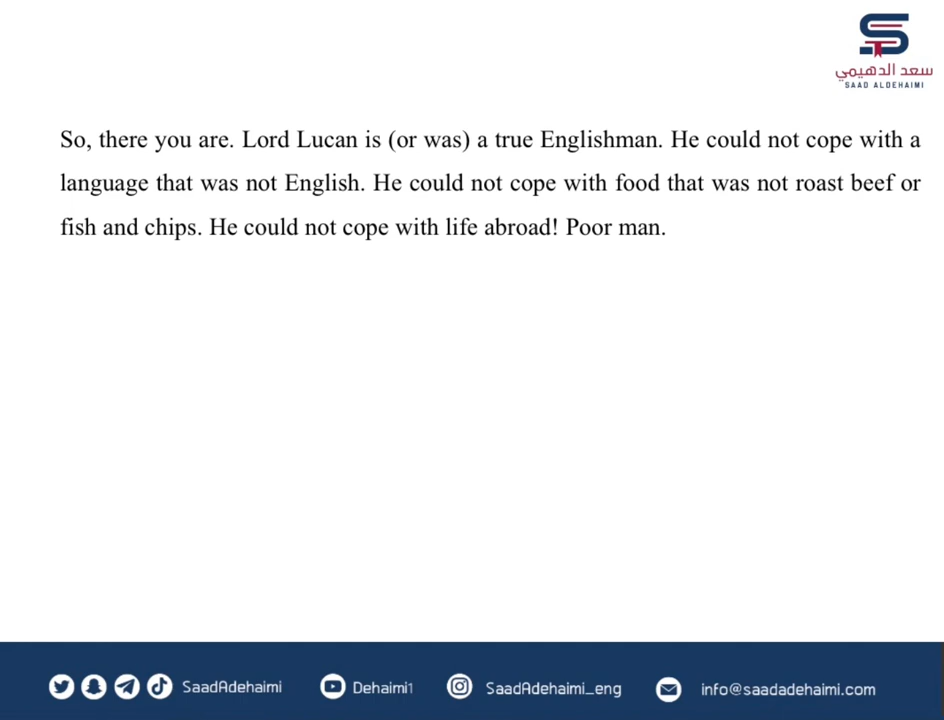 سعد الدهيمي
SAAD ALDEHAIMI
So, there you are. Lord Lucan is (or was) a true Englishman. He could not cope with a
language that was not English. He could not cope with food that was not roast beef or
fish and chips. He could not cope with life abroad! Poor man.
SaadAdehaimi Dehaimi1 SaadAdehaimi_eng info@saadadehaimi.com